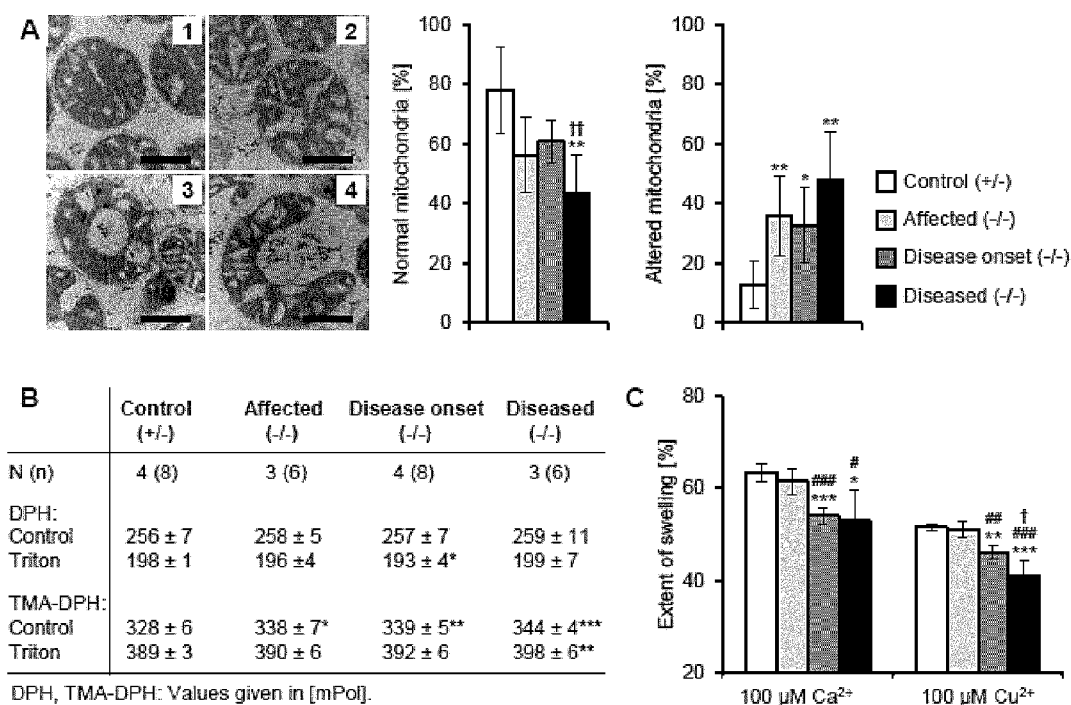 A
1
2
3
4
Normal mitochondria [%]
100
80
60
40
20
0
††
**
Altered mitochondria [%]
100
80
60
40
20
0
**
*
**
Control (+/-)
Affected (-/-)
Disease onset (-/-)
Diseased (-/-)
B
Control Affected Disease onset Diseased
(+/-) (-/-) (-/-) (-/-)
N (n) 4 (8) 3 (6) 4 (8) 3 (6)
DPH:
Control 256 ± 7 258 ± 5 257 ± 7 259 ± 11
Triton 198 ± 1 196 ±4 193 ± 4* 199 ± 7
TMA-DPH:
Control 328 ± 6 338 ± 7* 339 ± 5** 344 ± 4***
Triton 389 ± 3 390 ± 6 392 ± 6 398 ± 6**
DPH, TMA-DPH: Values given in [mPol].
C
Extent of swelling [%]
80
60
40
20
###
***
#
*
##
**
†
###
***
100 µM Ca²⁺ 100 µM Cu²⁺